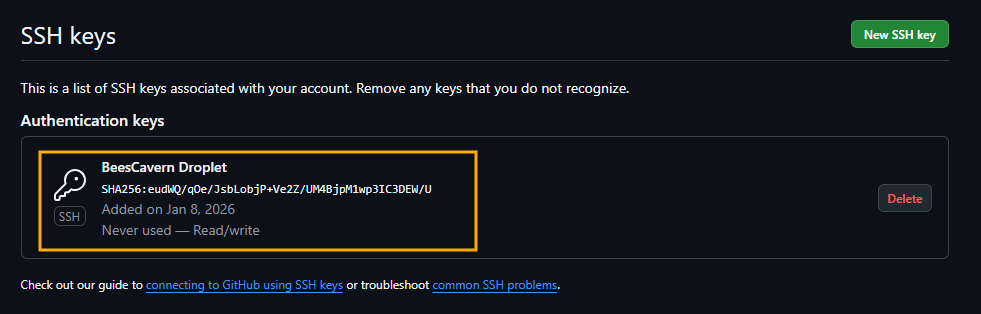 SSH keys
New SSH key
This is a list of SSH keys associated with your account. Remove any keys that you do not recognize.
Authentication keys
BeesCavern Droplet
SHA256:eudWQ/qOe/JsbLobjP+Ve2Z/UM4BjpM1wp3IC3DEW/U
SSH
Added on Jan 8, 2026
Never used — Read/write
Delete
Check out our guide to connecting to GitHub using SSH keys or troubleshoot common SSH problems.